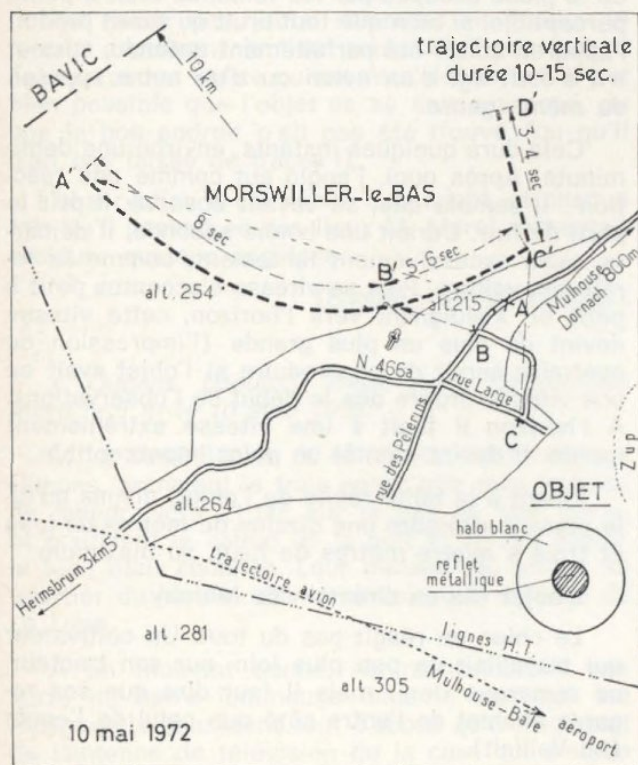 BAVIC
10 km
trajectoire verticale
durée 10-15 sec.
D
3-4 sec
A'
MORSWILLER-le-BAS
8 sec
B'
5-6 sec
C'
alt. 254
alt.215
A
Mulhouse 800m
Dornach
B
N. 466a
rue Large
rue des Pèlerins
C
alt.264
OBJET
halo blanc
reflet
métallique
Heimsbrum 3km5
trajectoire avion
lignes H.T.
alt.281
alt. 305
Mulhouse-Bâle
aéroport
10 mai 1972